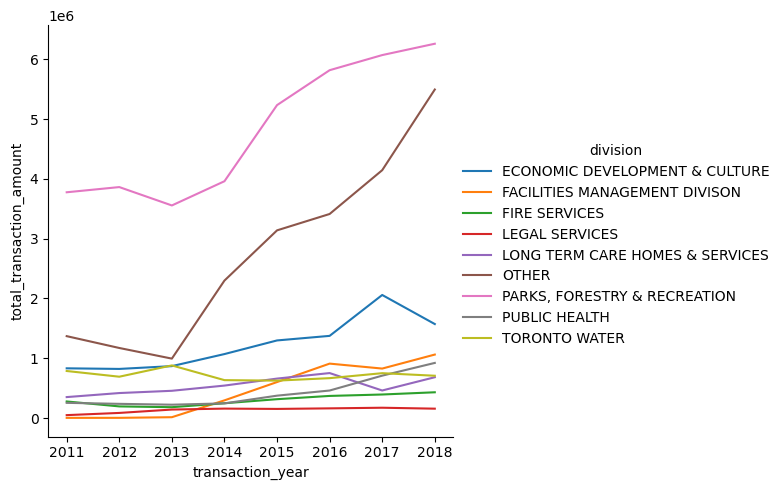 1e6
6
5
4
3
2
1
0
total_transaction_amount
2011 2012 2013 2014 2015 2016 2017 2018
transaction_year
division
ECONOMIC DEVELOPMENT & CULTURE
FACILITIES MANAGEMENT DIVISON
FIRE SERVICES
LEGAL SERVICES
LONG TERM CARE HOMES & SERVICES
OTHER
PARKS, FORESTRY & RECREATION
PUBLIC HEALTH
TORONTO WATER